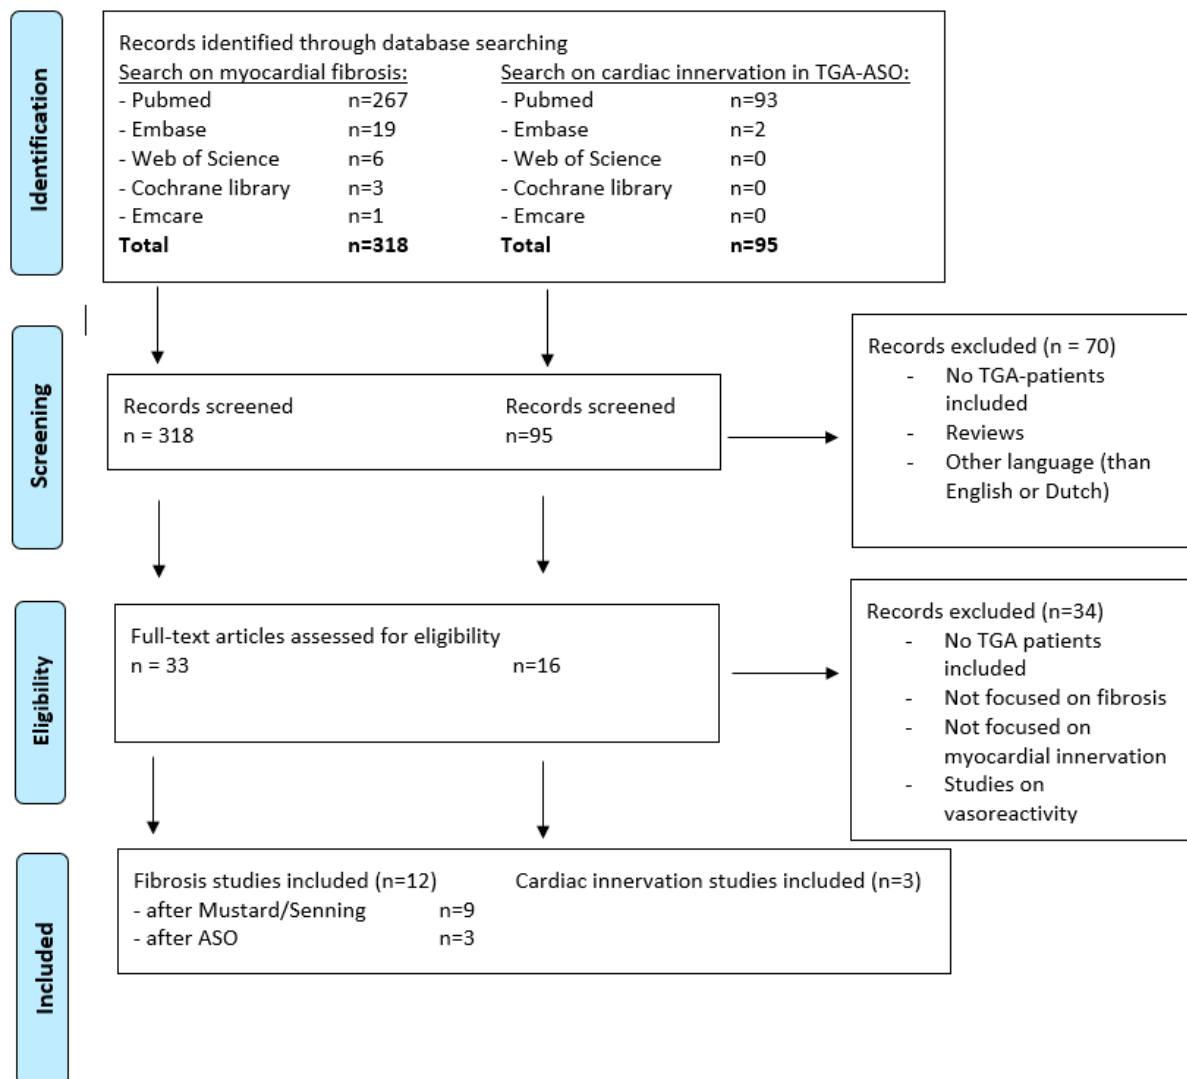 Identification
Records identified through database searching
Search on myocardial fibrosis: Search on cardiac innervation in TGA-ASO:
- Pubmed n=267 - Pubmed n=93
- Embase n=19 - Embase n=2
- Web of Science n=6 - Web of Science n=0
- Cochrane library n=3 - Cochrane library n=0
- Emcare n=1 - Emcare n=0
Total n=318 Total n=95
Screening
Records screened Records screened
n = 318 n=95
Records excluded (n = 70)
- No TGA-patients
included
- Reviews
- Other language (than
English or Dutch)
Eligibility
Full-text articles assessed for eligibility
n = 33 n=16
Records excluded (n=34)
- No TGA patients
included
- Not focused on fibrosis
- Not focused on
myocardial innervation
- Studies on
vasoreactivity
Included
Fibrosis studies included (n=12) Cardiac innervation studies included (n=3)
- after Mustard/Senning n=9
- after ASO n=3